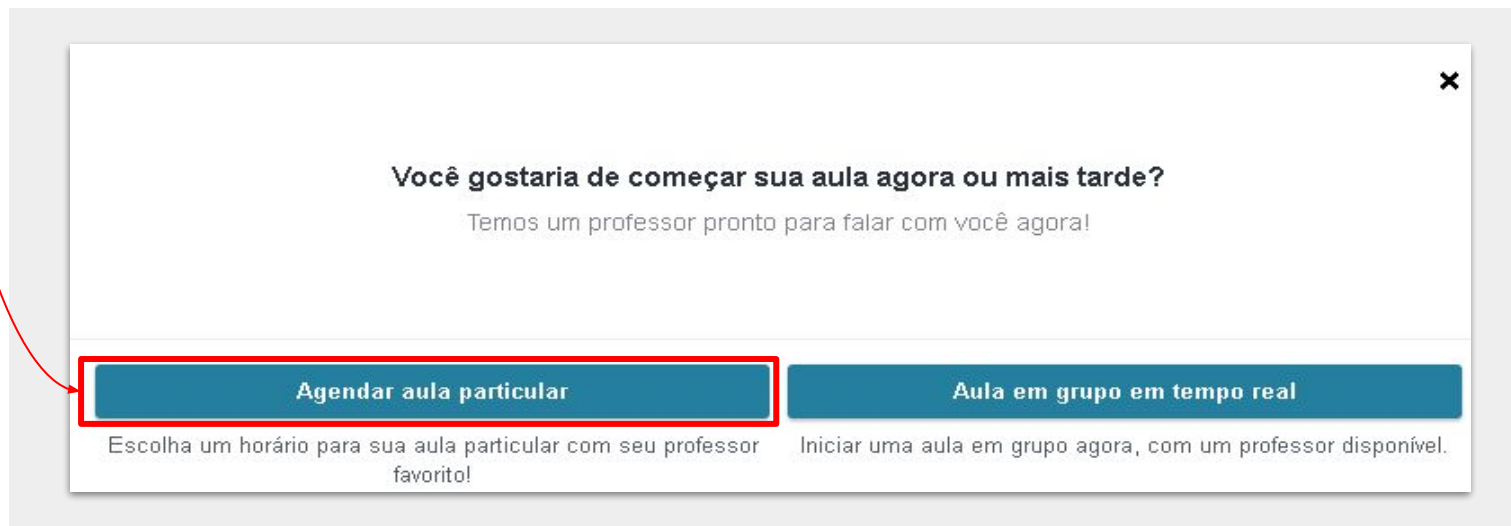 Você gostaria de começar sua aula agora ou mais tarde?
Temos um professor pronto para falar com você agora!
Agendar aula particular
Escolha um horário para sua aula particular com seu professor
favorito!
Aula em grupo em tempo real
Iniciar uma aula em grupo agora, com um professor disponível.